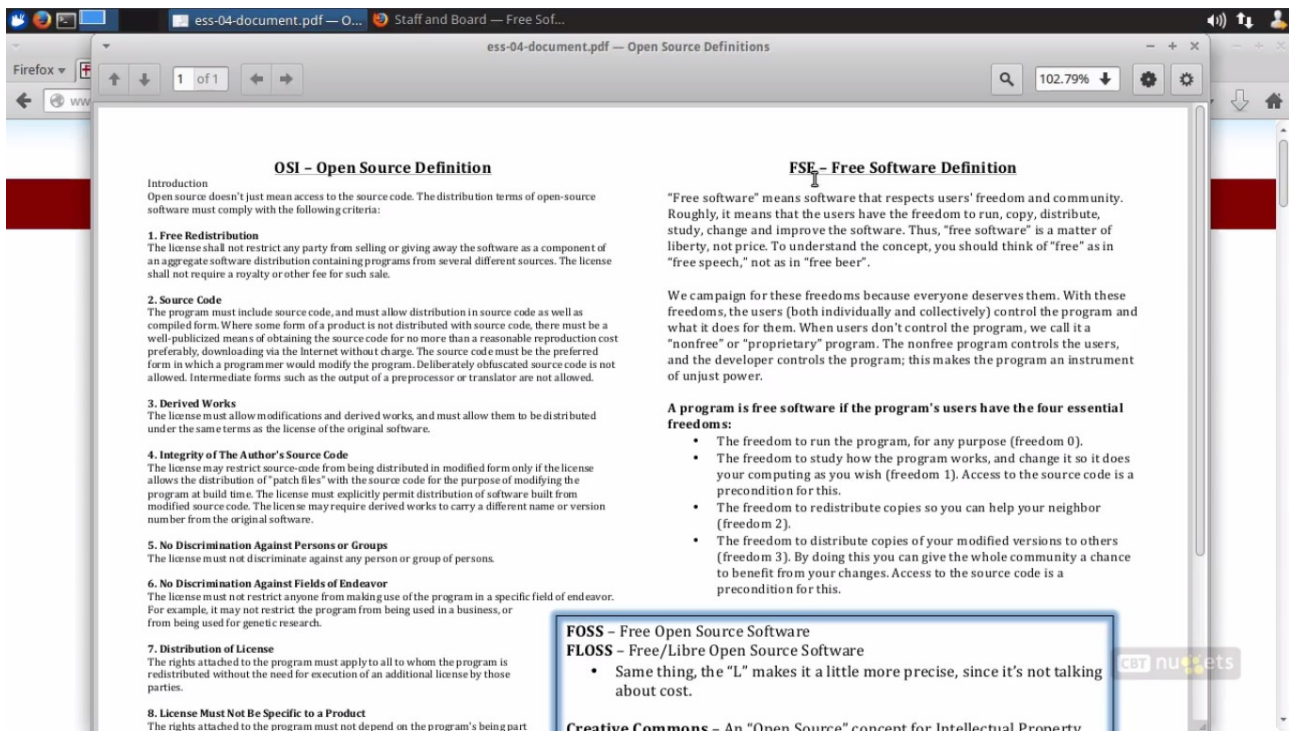 ess-04-document.pdf — O...
Staff and Board — Free Sof...
ess-04-document.pdf — Open Source Definitions
Firefox
1 of 1
102.79%
ww
OSI – Open Source Definition
Introduction
Open source doesn't just mean access to the source code. The distribution terms of open-source
software must comply with the following criteria:
1. Free Redistribution
The license shall not restrict any party from selling or giving away the software as a component of
an aggregate software distribution containing programs from several different sources. The license
shall not require a royalty or other fee for such sale.
2. Source Code
The program must include source code, and must allow distribution in source code as well as
compiled form. Where some form of a product is not distributed with source code, there must be a
well-publicized means of obtaining the source code for no more than a reasonable reproduction cost
preferably, downloading via the Internet without charge. The source code must be the preferred
form in which a programmer would modify the program. Deliberately obfuscated source code is not
allowed. Intermediate forms such as the output of a preprocessor or translator are not allowed.
3. Derived Works
The license must allow modifications and derived works, and must allow them to be distributed
under the same terms as the license of the original software.
4. Integrity of The Author's Source Code
The license may restrict source-code from being distributed in modified form only if the license
allows the distribution of "patch files" with the source code for the purpose of modifying the
program at build time. The license must explicitly permit distribution of software built from
modified source code. The license may require derived works to carry a different name or version
number from the original software.
5. No Discrimination Against Persons or Groups
The license must not discriminate against any person or group of persons.
6. No Discrimination Against Fields of Endeavor
The license must not restrict anyone from making use of the program in a specific field of endeavor.
For example, it may not restrict the program from being used in a business, or
from being used for genetic research.
7. Distribution of License
The rights attached to the program must apply to all to whom the program is
redistributed without the need for execution of an additional license by those
parties.
8. License Must Not Be Specific to a Product
The rights attached to the program must not depend on the program's being part
FSF – Free Software Definition
“Free software” means software that respects users' freedom and community.
Roughly, it means that the users have the freedom to run, copy, distribute,
study, change and improve the software. Thus, “free software” is a matter of
liberty, not price. To understand the concept, you should think of “free” as in
“free speech,” not as in “free beer”.
We campaign for these freedoms because everyone deserves them. With these
freedoms, the users (both individually and collectively) control the program and
what it does for them. When users don't control the program, we call it a
“nonfree” or “proprietary” program. The nonfree program controls the users,
and the developer controls the program; this makes the program an instrument
of unjust power.
A program is free software if the program's users have the four essential
freedoms:
• The freedom to run the program, for any purpose (freedom 0).
• The freedom to study how the program works, and change it so it does
your computing as you wish (freedom 1). Access to the source code is a
precondition for this.
• The freedom to redistribute copies so you can help your neighbor
(freedom 2).
• The freedom to distribute copies of your modified versions to others
(freedom 3). By doing this you can give the whole community a chance
to benefit from your changes. Access to the source code is a
precondition for this.
FOSS – Free Open Source Software
FLOSS – Free/Libre Open Source Software
• Same thing, the “L” makes it a little more precise, since it’s not talking
about cost.
Creative Commons – An “Open Source” concept for Intellectual Property
CBT nuggets